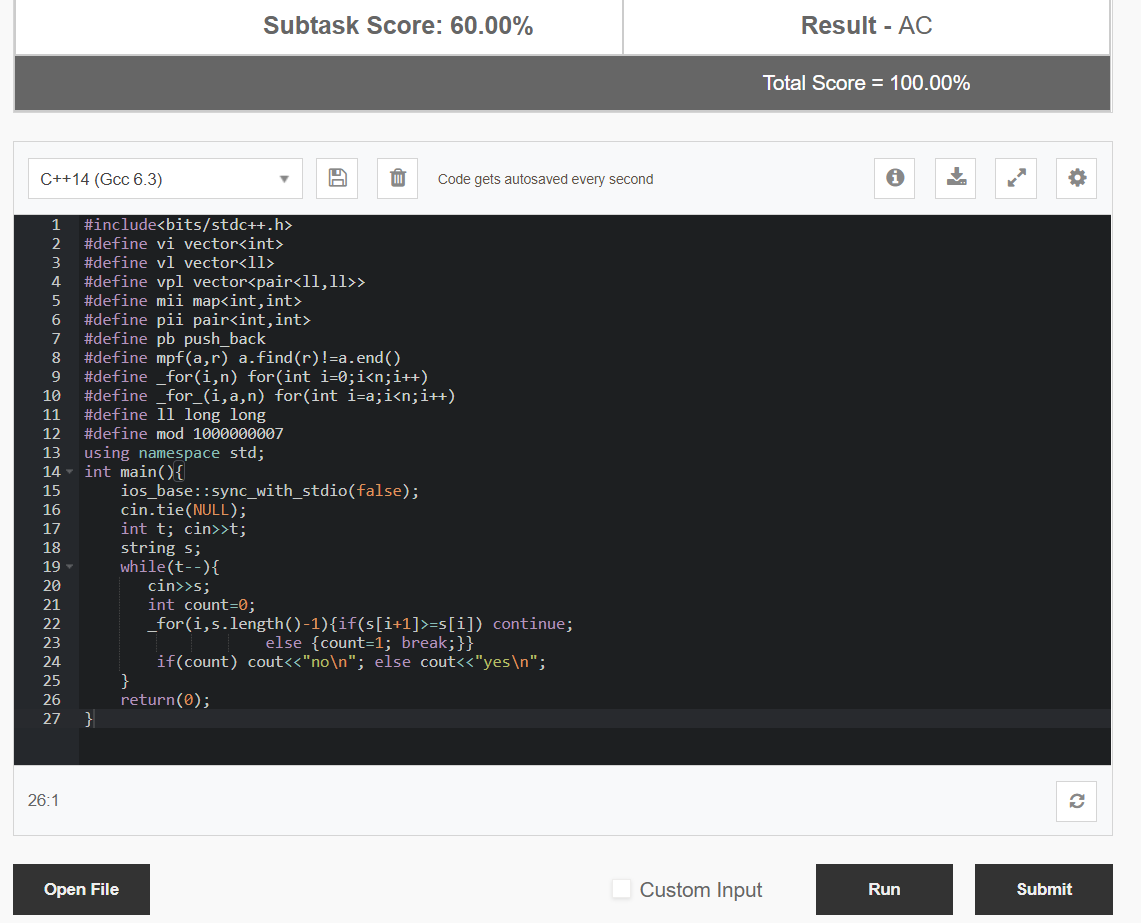 Subtask Score: 60.00% Result - AC
Total Score = 100.00%
C++14 (Gcc 6.3) Code gets autosaved every second
1 #include<bits/stdc++.h>
2 #define vi vector<int>
3 #define vl vector<ll>
4 #define vpl vector<pair<ll,ll>>
5 #define mii map<int,int>
6 #define pii pair<int,int>
7 #define pb push_back
8 #define mpf(a,r) a.find(r)!=a.end()
9 #define _for(i,n) for(int i=0;i<n;i++)
10 #define _for_(i,a,n) for(int i=a;i<n;i++)
11 #define ll long long
12 #define mod 1000000007
13 using namespace std;
14 int main(){
15 ios_base::sync_with_stdio(false);
16 cin.tie(NULL);
17 int t; cin>>t;
18 string s;
19 while(t--){
20 cin>>s;
21 int count=0;
22 _for(i,s.length()-1){if(s[i+1]>=s[i]) continue;
23 else {count=1; break;}}
24 if(count) cout<<"no\n"; else cout<<"yes\n";
25 }
26 return(0);
27 }
26:1
Open File Custom Input Run Submit